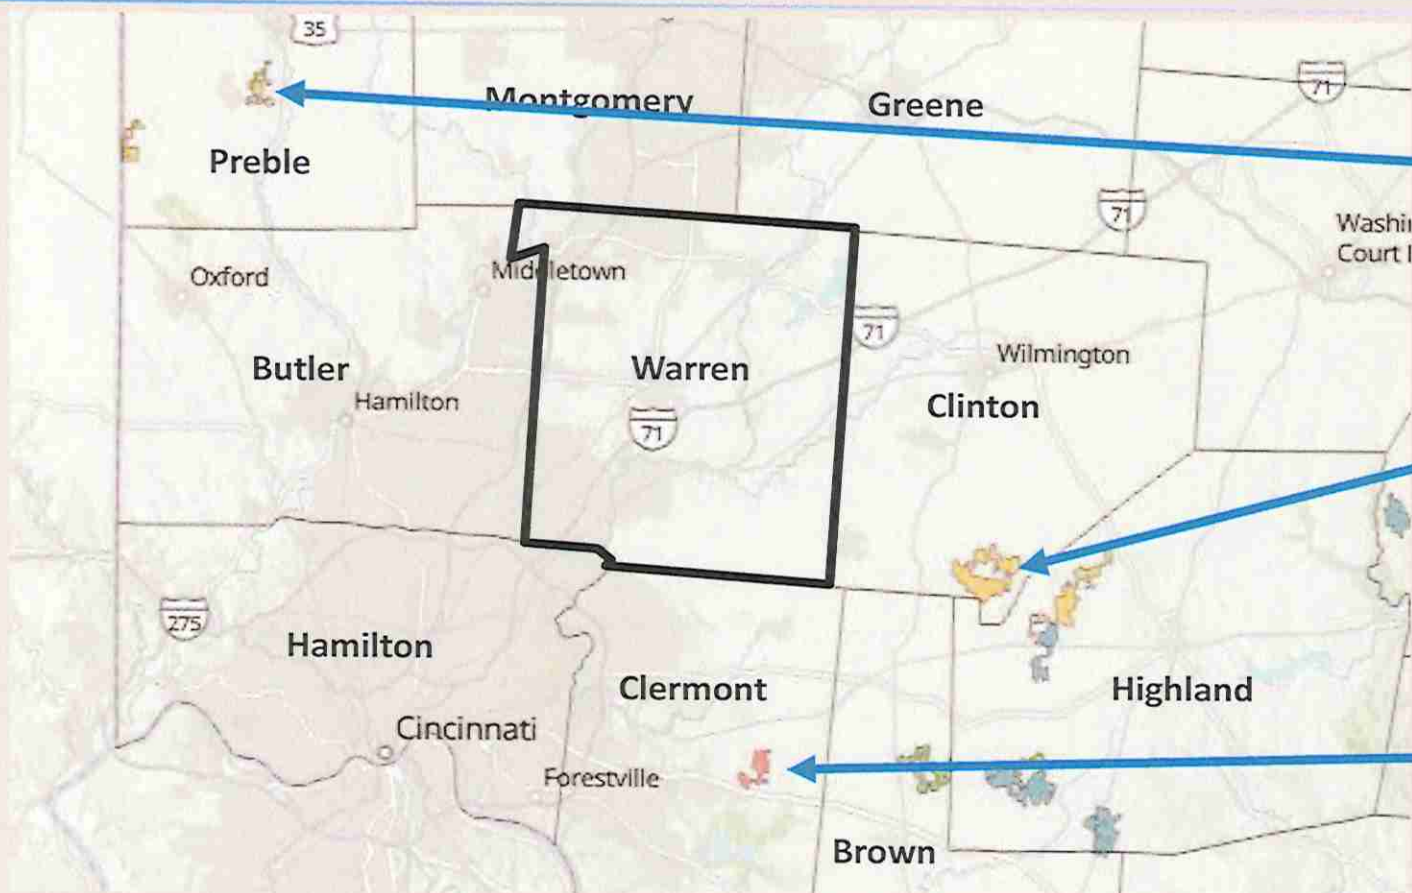 35
71
Montgomery
Greene
Preble
71
Washi
Court
Oxford
Middletown
71
Butler
Warren
Wilmington
Hamilton
Clinton
71
275
Hamilton
Clermont
Highland
Cincinnati
Forestville
Brown